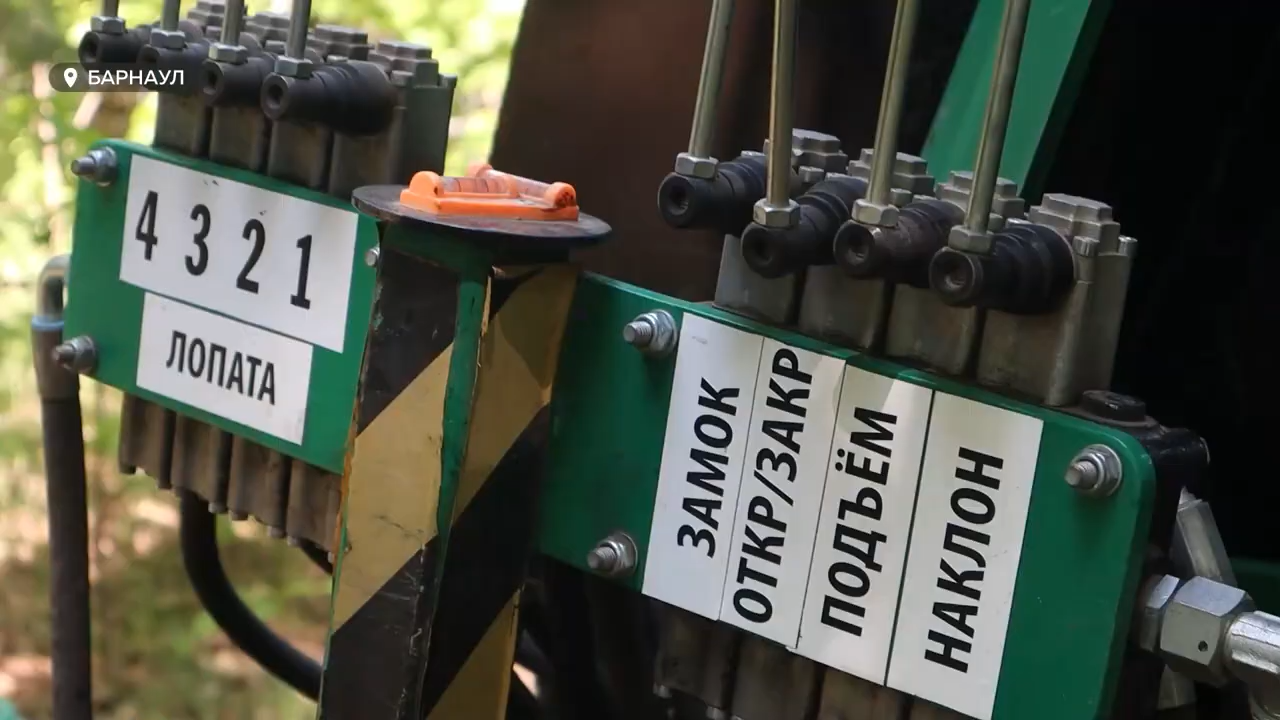 БАРНАУЛ
4 3 2 1
ЛОПАТА
ЗАМОК
ОТКР/ЗАКР
ПОДЪЁМ
НАКЛОН